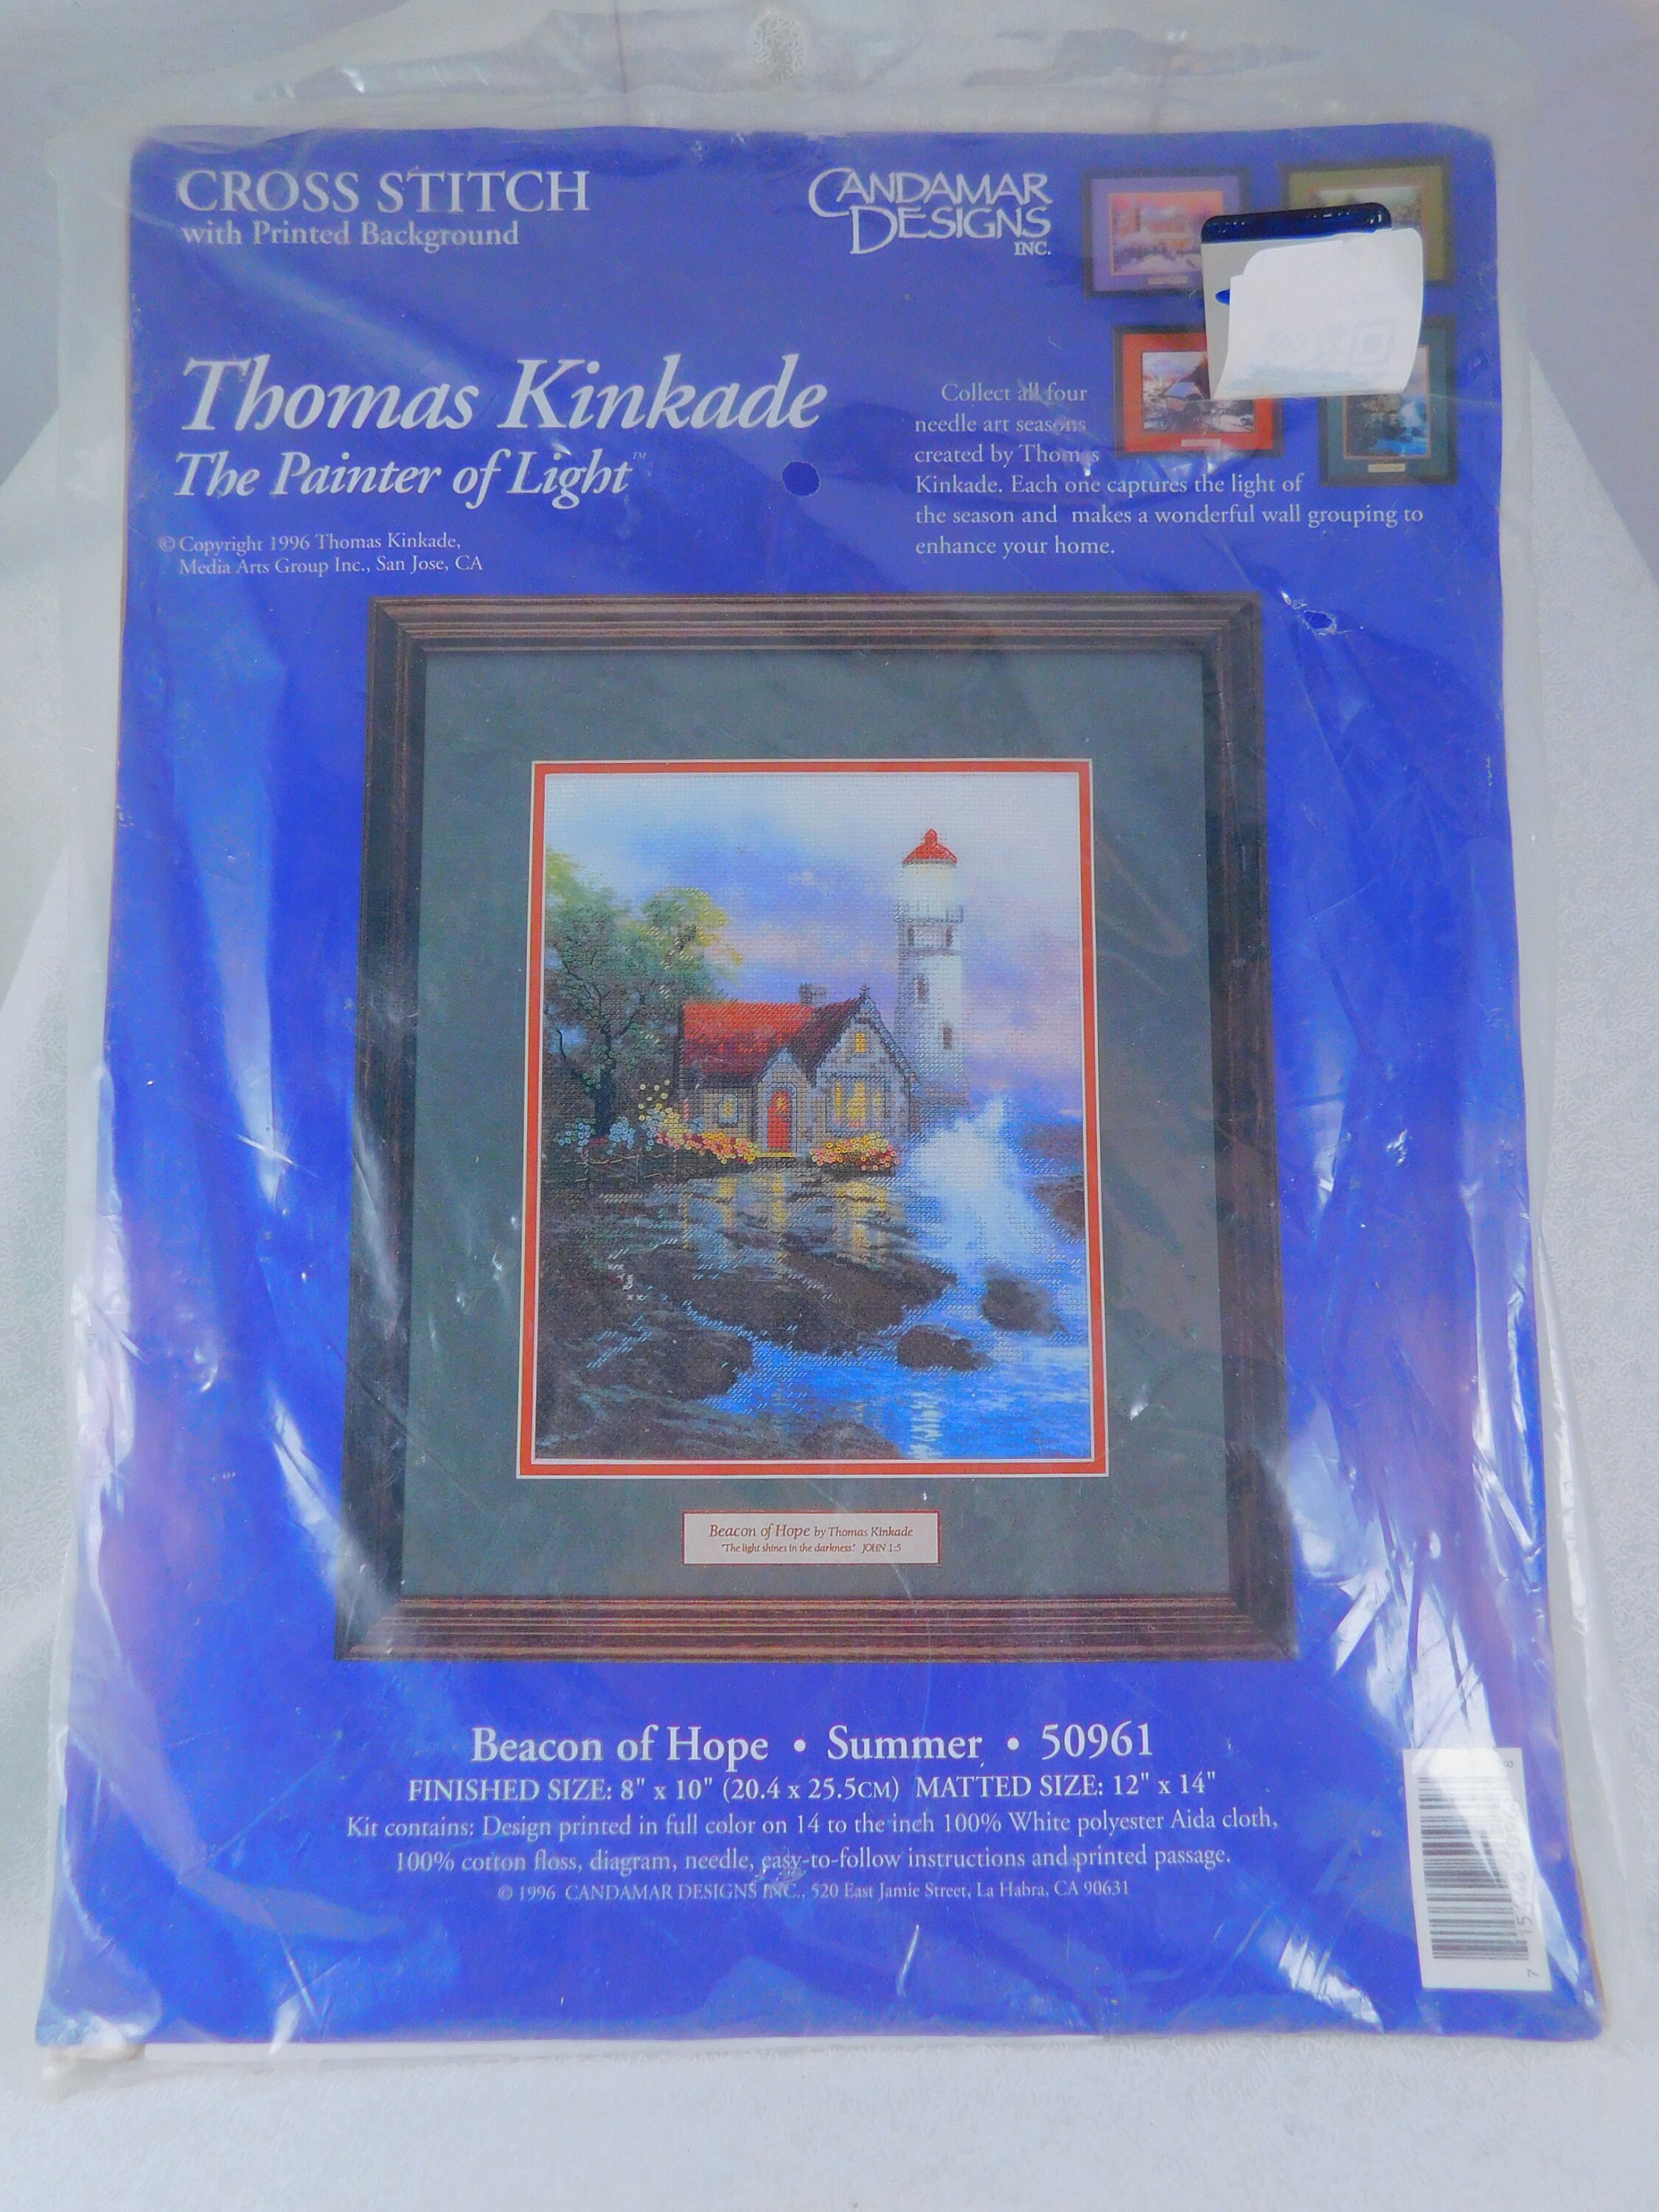 CROSS STITCH
with Printed Background
CANDAMAR
DESIGNS
INC.
Thomas Kinkade
The Painter of Light™
© Copyright 1996 Thomas Kinkade,
Media Arts Group Inc., San Jose, CA
Collect all four
needle art seasons
created by Thomas
Kinkade. Each one captures the light of
the season and makes a wonderful wall grouping to
enhance your home.
Beacon of Hope by Thomas Kinkade
"The light shines in the darkness." JOHN 1:5
Beacon of Hope • Summer • 50961
FINISHED SIZE: 8" x 10" (20.4 x 25.5CM) MATTED SIZE: 12" x 14"
Kit contains: Design printed in full color on 14 to the inch 100% White polyester Aida cloth,
100% cotton floss, diagram, needle, easy-to-follow instructions and printed passage.
© 1996 CANDAMAR DESIGNS INC., 520 East Jamie Street, La Habra, CA 90631